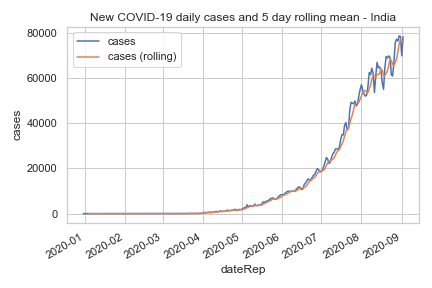 New COVID-19 daily cases and 5 day rolling mean - India
cases
cases (rolling)
80000
60000
40000
20000
0
cases
2020-01
2020-02
2020-03
2020-04
2020-05
2020-06
2020-07
2020-08
2020-09
dateRep